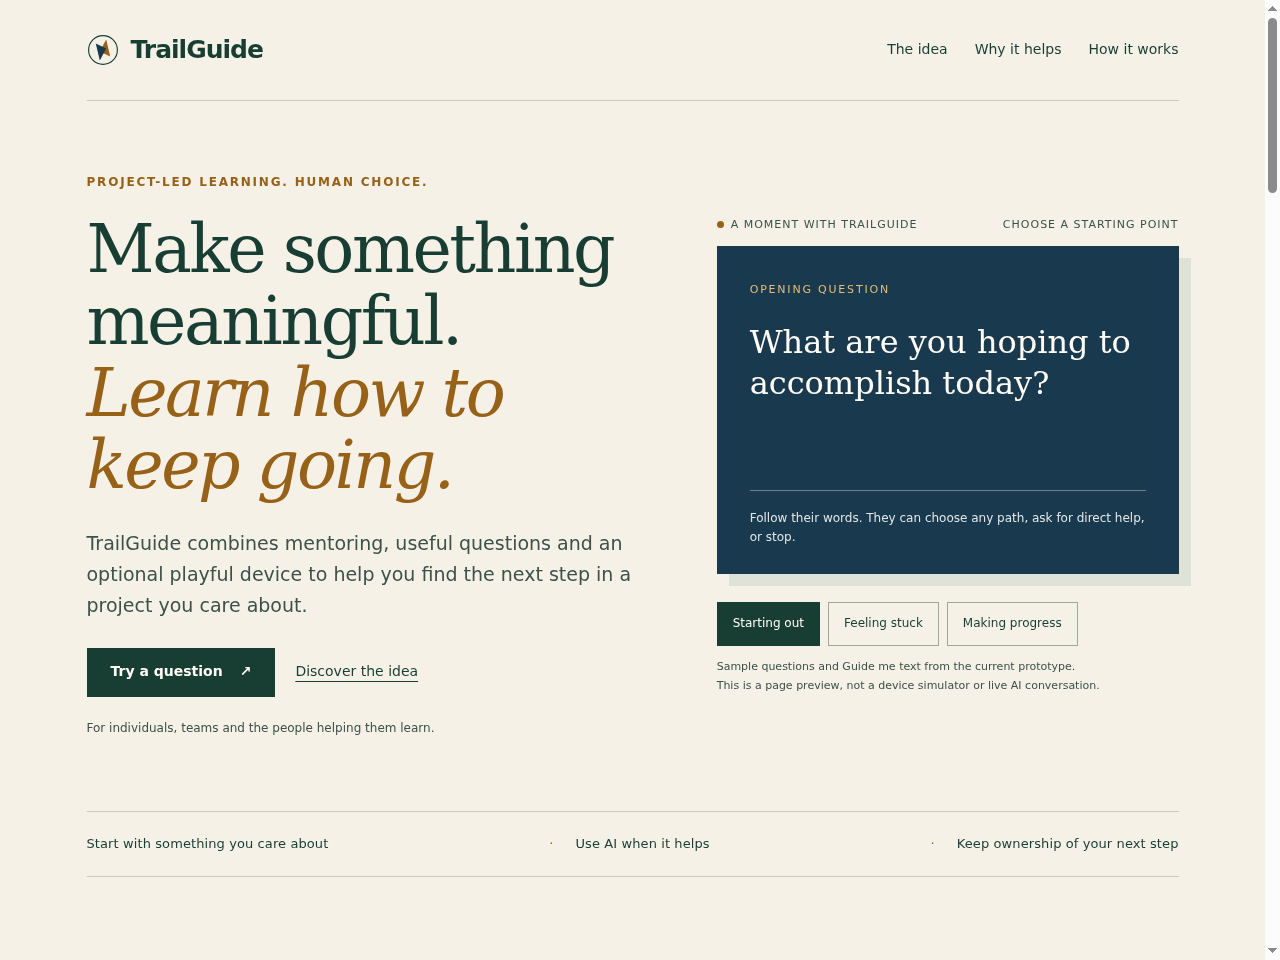 TrailGuide
The idea
Why it helps
How it works
PROJECT-LED LEARNING. HUMAN CHOICE.
Make something
meaningful.
Learn how to
keep going.
TrailGuide combines mentoring, useful questions and an
optional playful device to help you find the next step in a
project you care about.
Try a question ↗
Discover the idea
For individuals, teams and the people helping them learn.
A MOMENT WITH TRAILGUIDE
CHOOSE A STARTING POINT
OPENING QUESTION
What are you hoping to
accomplish today?
Follow their words. They can choose any path, ask for direct help,
or stop.
Starting out
Feeling stuck
Making progress
Sample questions and Guide me text from the current prototype.
This is a page preview, not a device simulator or live AI conversation.
Start with something you care about
· Use AI when it helps
· Keep ownership of your next step